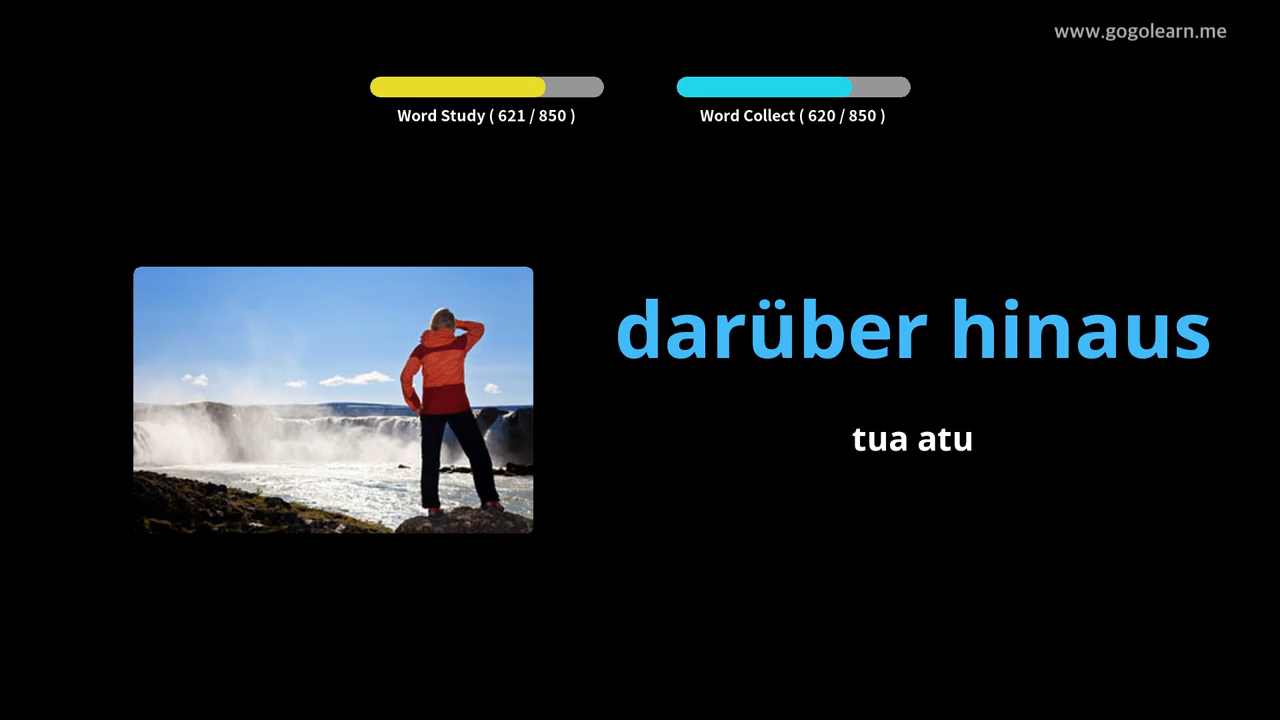 www.gogolearn.me
Word Study ( 621 / 850 )
Word Collect ( 620 / 850 )
darüber hinaus
tua atu